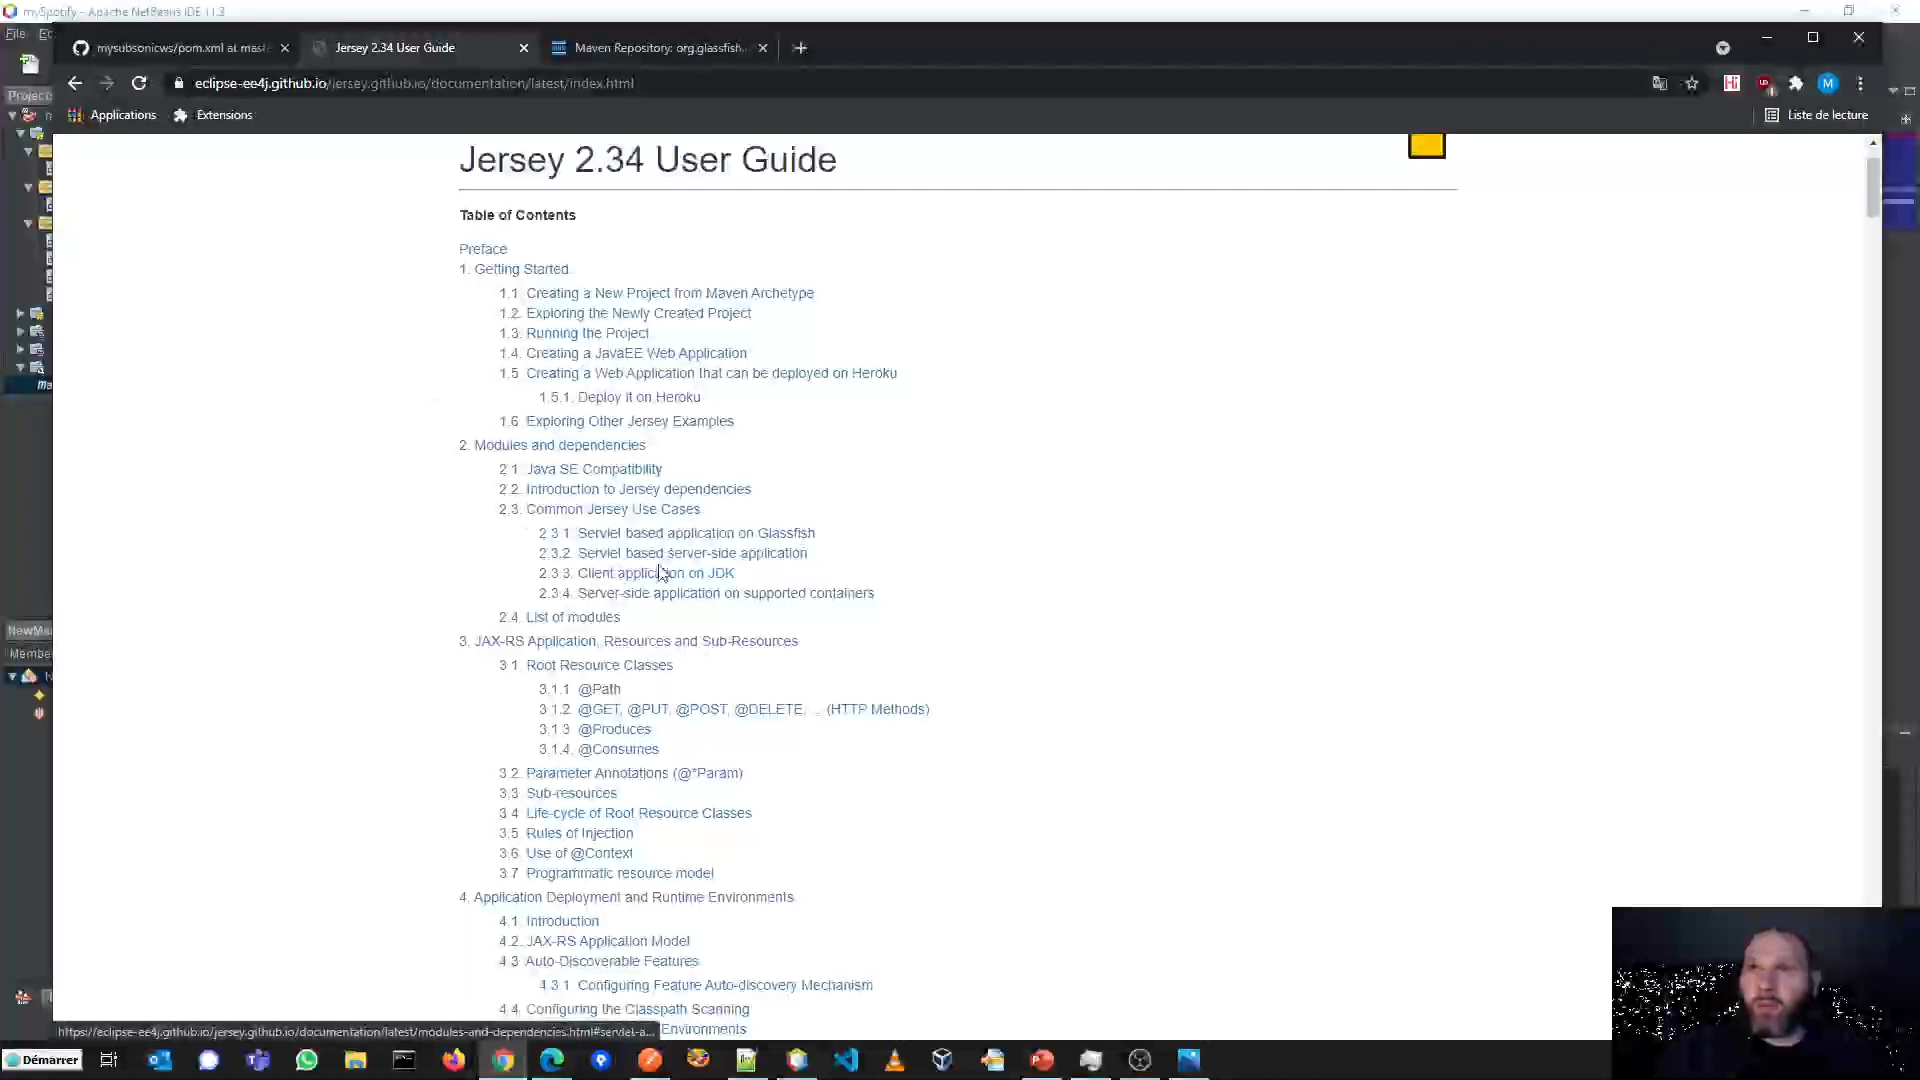 mySpotify - Apache NetBeans IDE 11.3
File
mysubsonicws/pom.xml at mast
Jersey 2.34 User Guide
Maven Repository: org.glassfish.
eclipse-ee4j.github.io/jersey.github.io/documentation/latest/index.html
Hi
M
Applications
Extensions
Liste de lecture
Jersey 2.34 User Guide
Table of Contents
Preface
1. Getting Started
1.1. Creating a New Project from Maven Archetype
1.2. Exploring the Newly Created Project
1.3. Running the Project
1.4. Creating a JavaEE Web Application
1.5. Creating a Web Application that can be deployed on Heroku
1.5.1. Deploy it on Heroku
1.6. Exploring Other Jersey Examples
2. Modules and dependencies
2.1. Java SE Compatibility
2.2. Introduction to Jersey dependencies
2.3. Common Jersey Use Cases
2.3.1. Servlet based application on Glassfish
2.3.2. Servlet based server-side application
2.3.3. Client application on JDK
2.3.4. Server-side application on supported containers
2.4. List of modules
3. JAX-RS Application, Resources and Sub-Resources
3.1. Root Resource Classes
3.1.1. @Path
3.1.2. @GET, @PUT, @POST, @DELETE, ... (HTTP Methods)
3.1.3. @Produces
3.1.4. @Consumes
3.2. Parameter Annotations (@*Param)
3.3. Sub-resources
3.4. Life-cycle of Root Resource Classes
3.5. Rules of Injection
3.6. Use of @Context
3.7. Programmatic resource model
4. Application Deployment and Runtime Environments
4.1. Introduction
4.2. JAX-RS Application Model
4.3. Auto-Discoverable Features
4.3.1. Configuring Feature Auto-discovery Mechanism
4.4. Configuring the Classpath Scanning
Environments
https://eclipse-ee4j.github.io/jersey.github.io/documentation/latest/modules-and-dependencies.html#servlet-a...
Démarrer